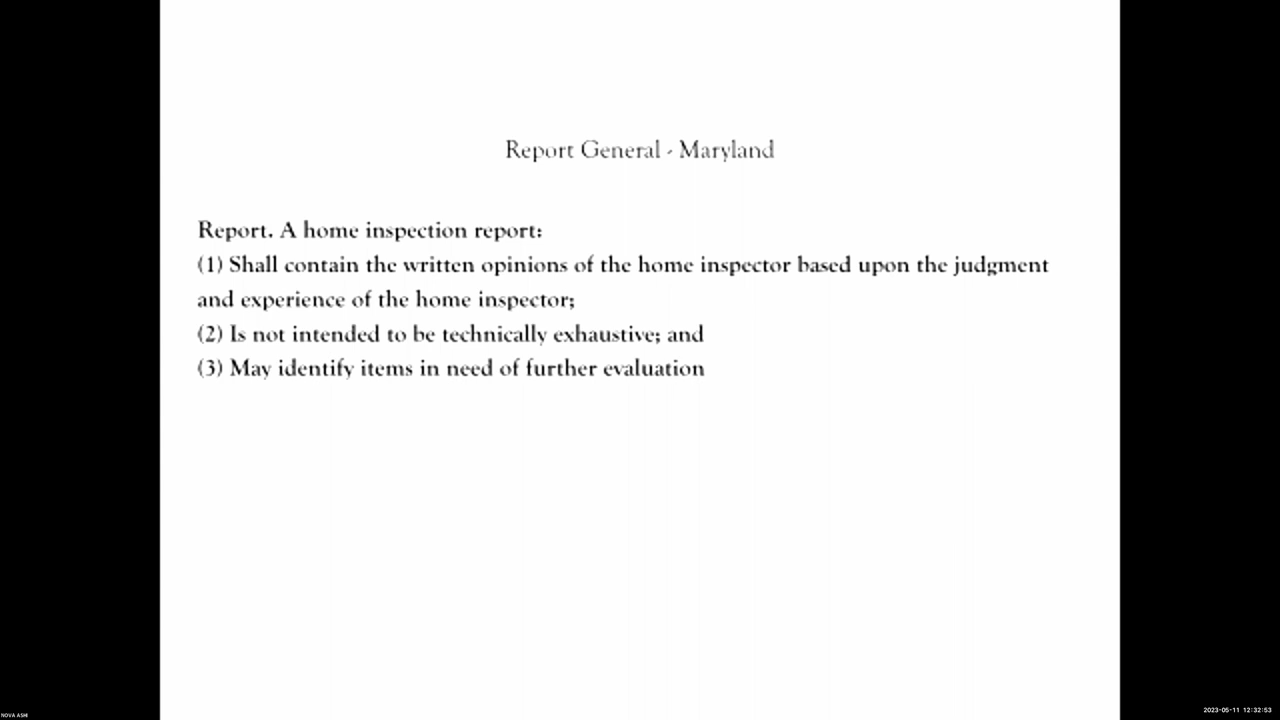 Report General - Maryland
Report. A home inspection report:
(1) Shall contain the written opinions of the home inspector based upon the judgment
and experience of the home inspector;
(2) Is not intended to be technically exhaustive; and
(3) May identify items in need of further evaluation
NOVA ASHI
2023-05-11 12:32:53